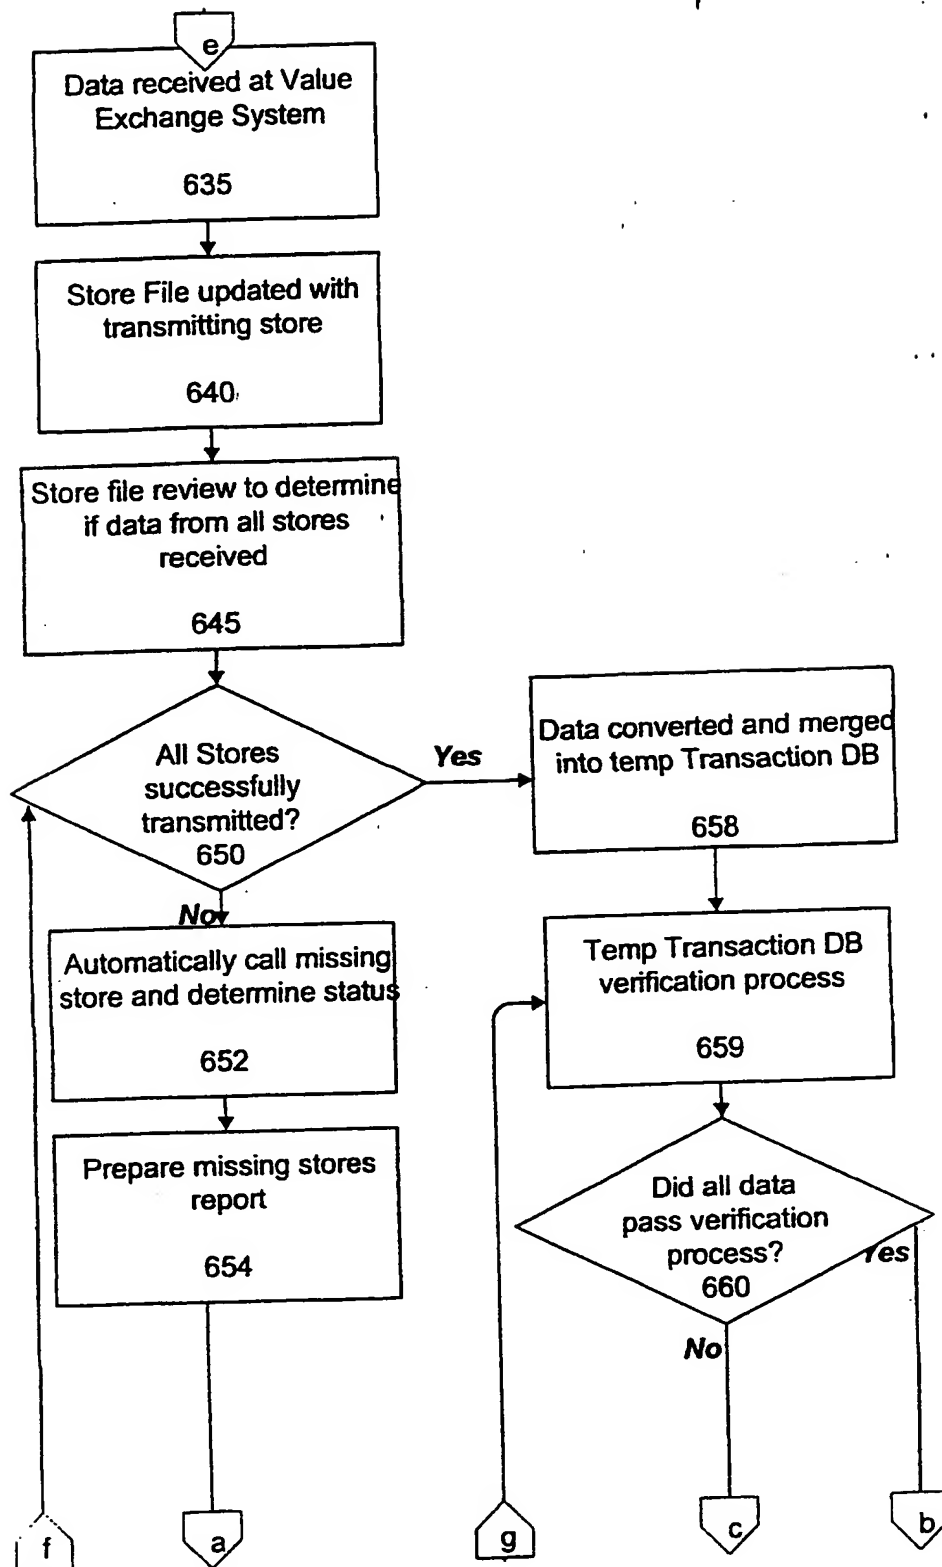 e
Data received at Value
Exchange System
635
Store File updated with
transmitting store
640
Store file review to determine
if data from all stores
received
645
All Stores
successfully
transmitted?
650
Yes
No
Automatically call missing
store and determine status
652
Prepare missing stores
report
654
Data converted and merged
into temp Transaction DB
658
Temp Transaction DB
verification process
659
Did all data
pass verification
process?
660
Yes
No
f
a
g
c
b